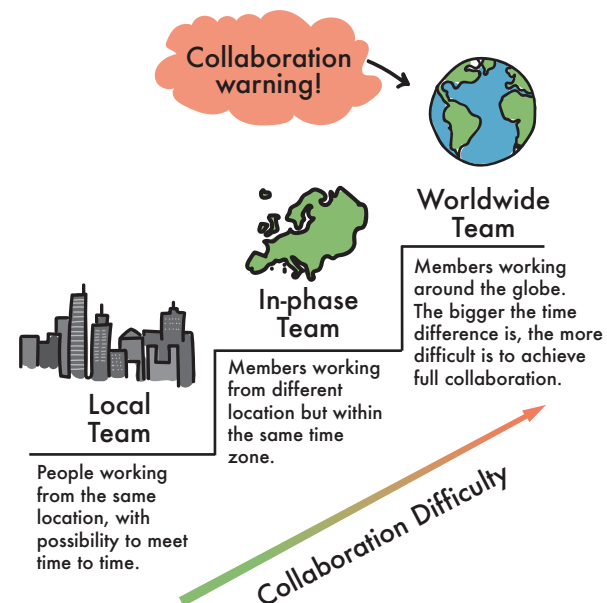 Collaboration
warning!
Worldwide
Team
Members working
around the globe.
The bigger the time
difference is, the more
difficult is to achieve
full collaboration.
In-phase
Team
Members working
from different
location but within
the same time
zone.
Local
Team
People working
from the same
location, with
possibility to meet
time to time.
Collaboration Difficulty